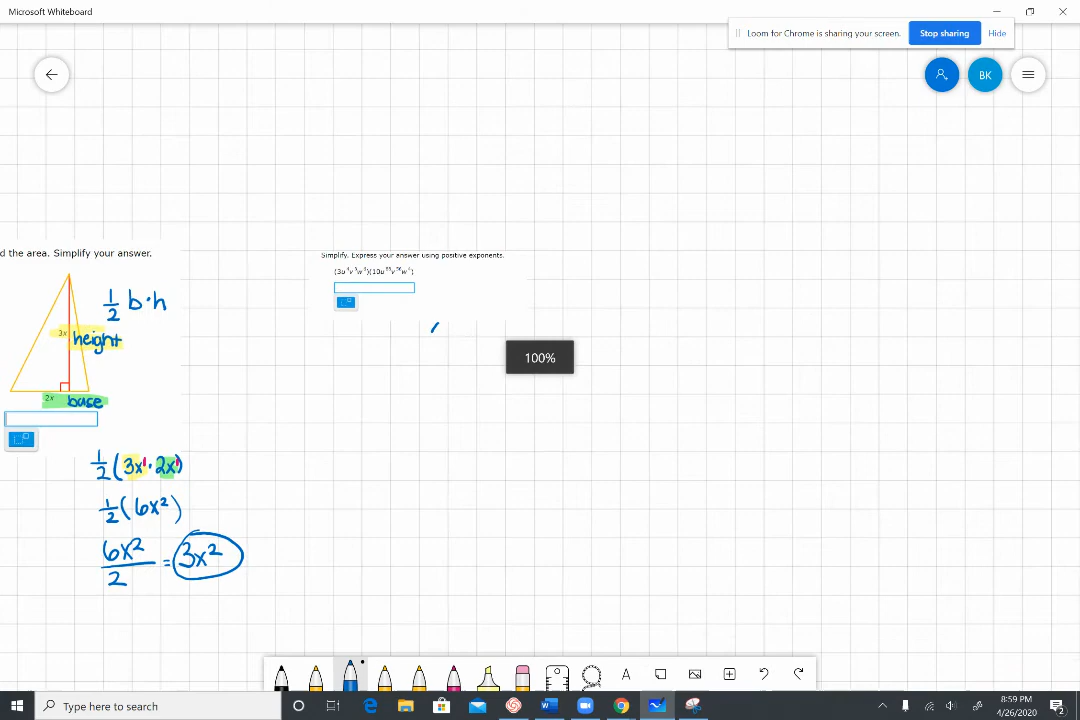 Microsoft Whiteboard
Loom for Chrome is sharing your screen.
Stop sharing
Hide
BK
d the area. Simplify your answer.
1/2 b·h
3x
height
2x
base
1/2(3x¹·2x¹)
1/2(6x²)
6x²/2 = 3x²
Simplify. Express your answer using positive exponents.
100%
Type here to search
8:59 PM
4/26/2020
2